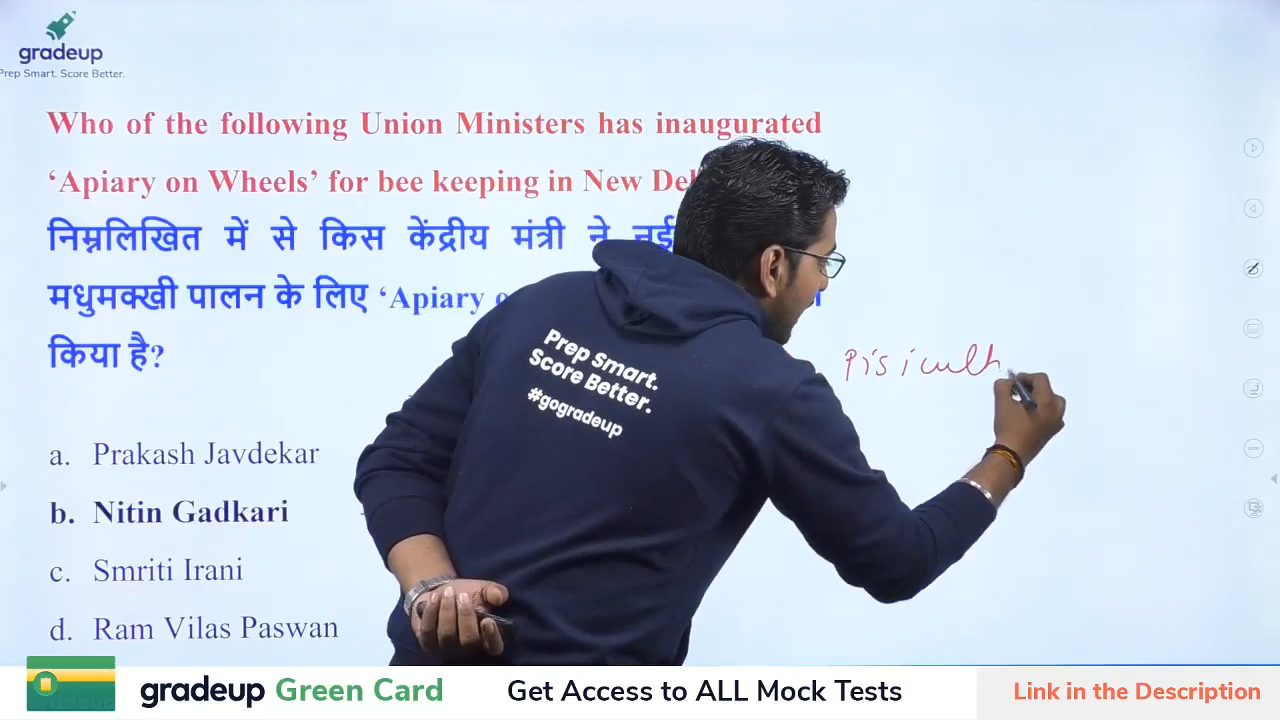 gradeup
Prep Smart. Score Better.
Who of the following Union Ministers has inaugurated
‘Apiary on Wheels’ for bee keeping in New Del
निम्नलिखित में से किस केंद्रीय मंत्री ने नई
मधुमक्खी पालन के लिए ‘Apiary
किया है?
Pisicult
Prep Smart.
Score Better.
#gogradeup
a. Prakash Javdekar
b. Nitin Gadkari
c. Smriti Irani
d. Ram Vilas Paswan
gradeup Green Card Get Access to ALL Mock Tests Link in the Description